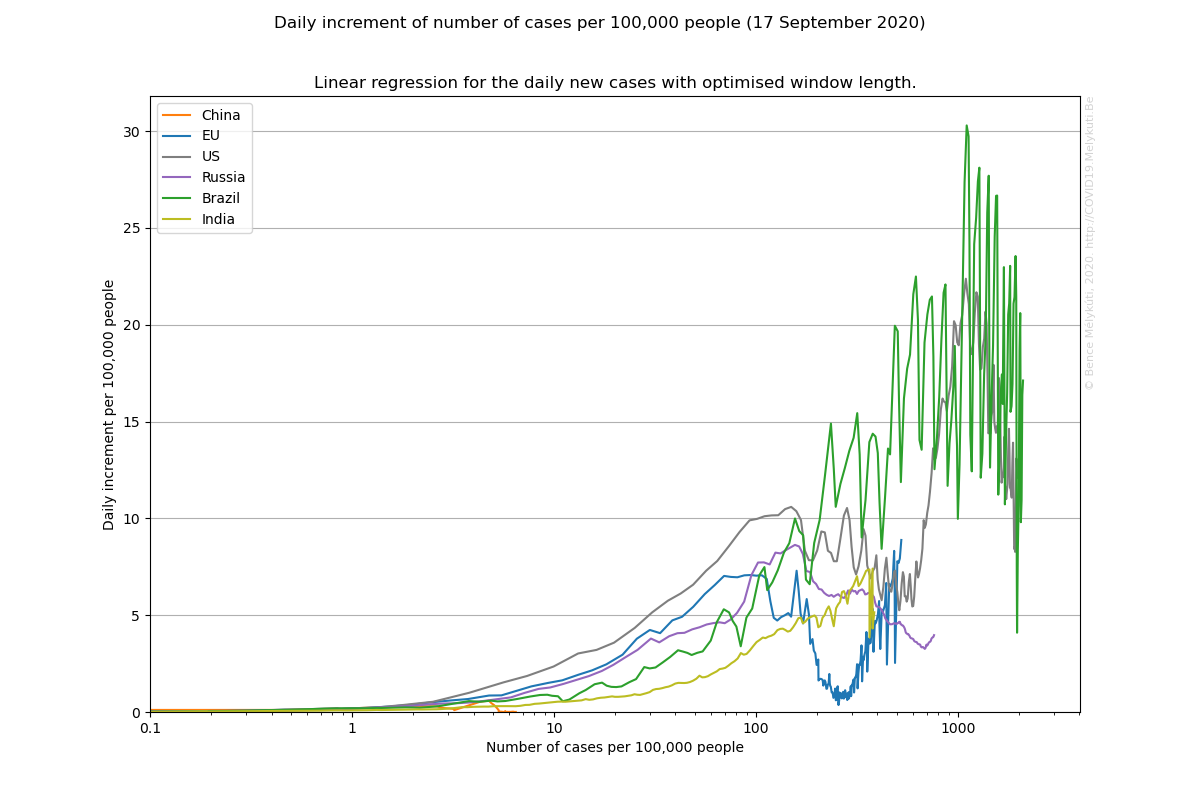 Daily increment of number of cases per 100,000 people (17 September 2020)
Linear regression for the daily new cases with optimised window length.
China
EU
US
Russia
Brazil
India
30
25
20
15
10
5
0
0.1
1
10
100
1000
Daily increment per 100,000 people
Number of cases per 100,000 people
© Bence Mélykúti, 2020 http://COVID19.Melykuti.Be